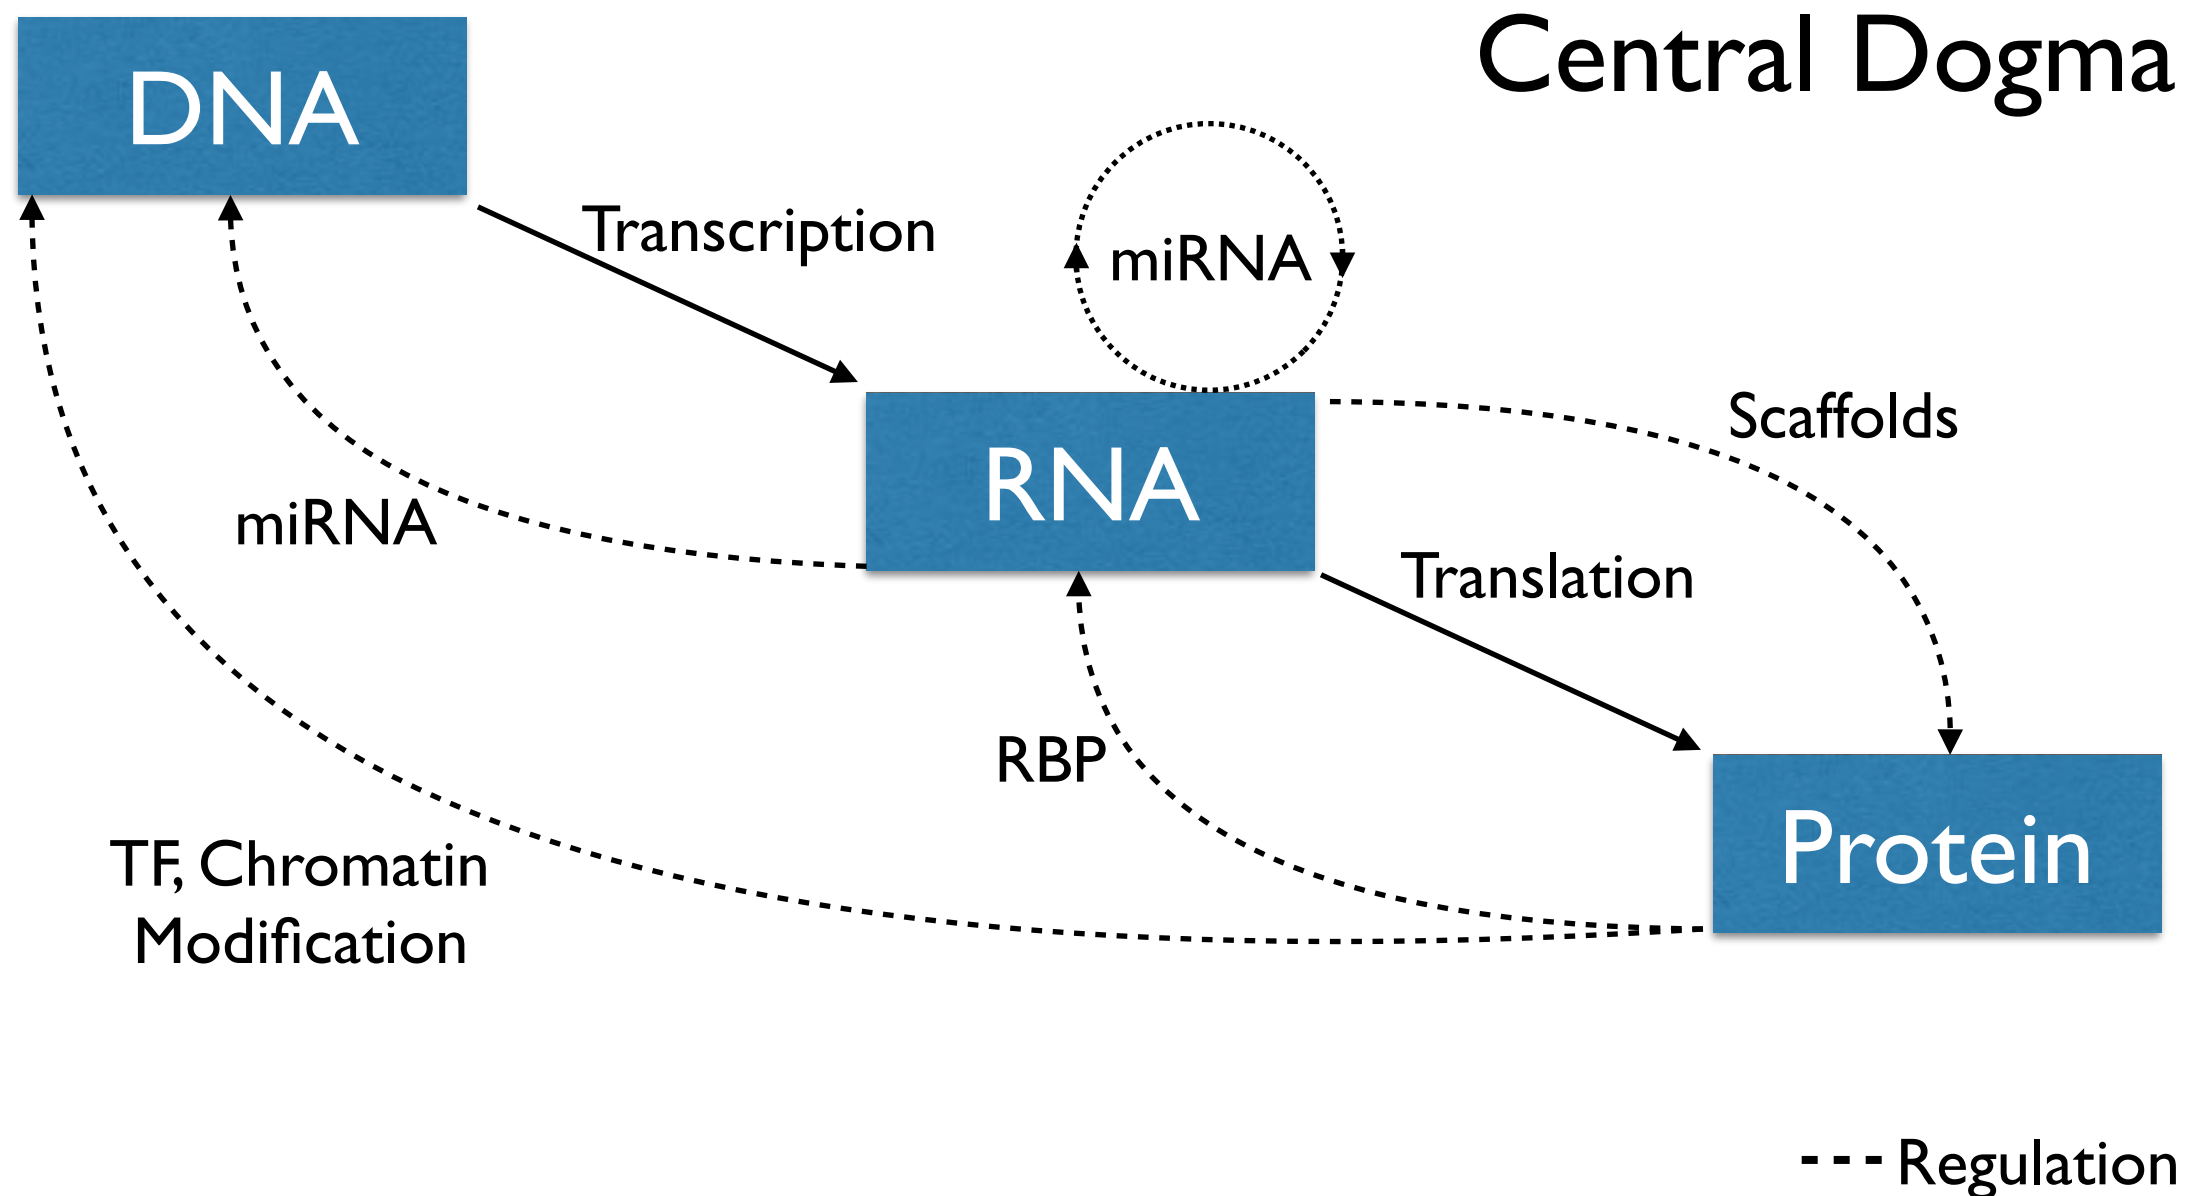 Central Dogma
DNA
Transcription
miRNA
Scaffolds
RNA
miRNA
Translation
RBP
Protein
TF, Chromatin
Modification
Regulation